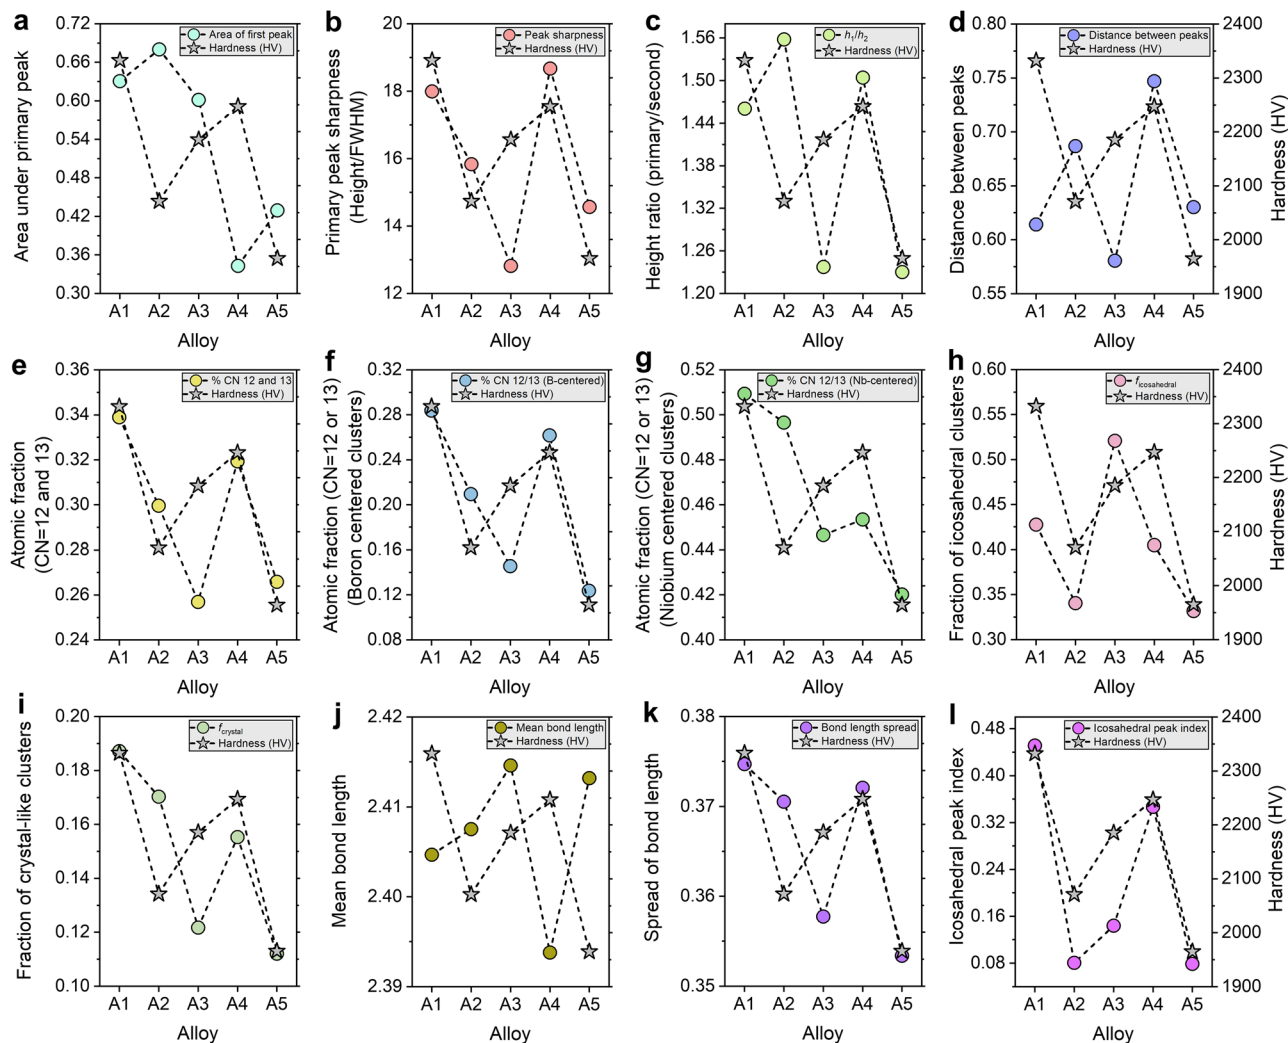 a
Area of first peak
Hardness (HV)
Area under primary peak
0.72
0.66
0.60
0.54
0.48
0.42
0.36
0.30
A1 A2 A3 A4 A5
Alloy
b
Peak sharpness
Hardness (HV)
Primary peak sharpness
(Height/FWHM)
20
18
16
14
12
A1 A2 A3 A4 A5
Alloy
c
h1/h2
Hardness (HV)
Height ratio (primary/second)
1.56
1.50
1.44
1.38
1.32
1.26
1.20
A1 A2 A3 A4 A5
Alloy
d
Distance between peaks
Hardness (HV)
Distance between peaks
0.80
0.75
0.70
0.65
0.60
0.55
A1 A2 A3 A4 A5
Alloy
2400
2300
2200
2100
2000
1900
Hardness (HV)
e
% CN 12 and 13
Hardness (HV)
Atomic fraction
(CN=12 and 13)
0.36
0.34
0.32
0.30
0.28
0.26
0.24
A1 A2 A3 A4 A5
Alloy
f
% CN 12/13 (B-centered)
Hardness (HV)
Atomic fraction (CN=12 or 13)
(Boron centered clusters)
0.32
0.28
0.24
0.20
0.16
0.12
0.08
A1 A2 A3 A4 A5
Alloy
g
% CN 12/13 (Nb-centered)
Hardness (HV)
Atomic fraction (CN=12 or 13)
(Niobium centered clusters)
0.52
0.50
0.48
0.46
0.44
0.42
0.40
A1 A2 A3 A4 A5
Alloy
h
ficosahedral
Hardness (HV)
Fraction of icosahedral clusters
0.60
0.55
0.50
0.45
0.40
0.35
0.30
A1 A2 A3 A4 A5
Alloy
2400
2300
2200
2100
2000
1900
Hardness (HV)
i
fcrystal
Hardness (HV)
Fraction of crystal-like clusters
0.20
0.18
0.16
0.14
0.12
0.10
A1 A2 A3 A4 A5
Alloy
j
Mean bond length
Hardness (HV)
Mean bond length
2.42
2.41
2.40
2.39
A1 A2 A3 A4 A5
Alloy
k
Bond length spread
Hardness (HV)
Spread of bond length
0.38
0.37
0.36
0.35
A1 A2 A3 A4 A5
Alloy
l
Icosahedral peak index
Hardness (HV)
Icosahedral peak index
0.48
0.40
0.32
0.24
0.16
0.08
A1 A2 A3 A4 A5
Alloy
2400
2300
2200
2100
2000
1900
Hardness (HV)